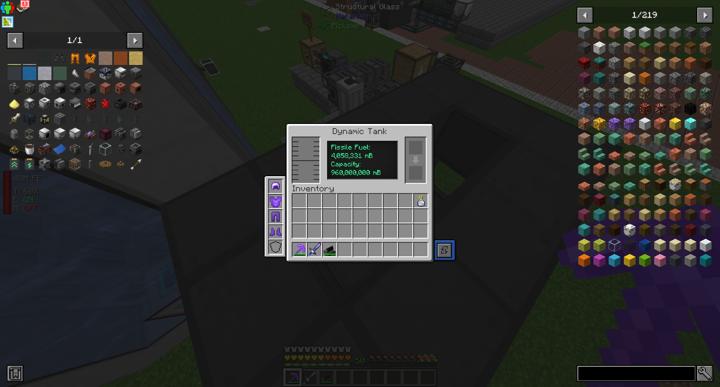 Structural Glass
1/1
1/219
Dynamic Tank
Fissile Fuel:
4,058,331 mB
Capacity:
960,000,000 mB
Inventory